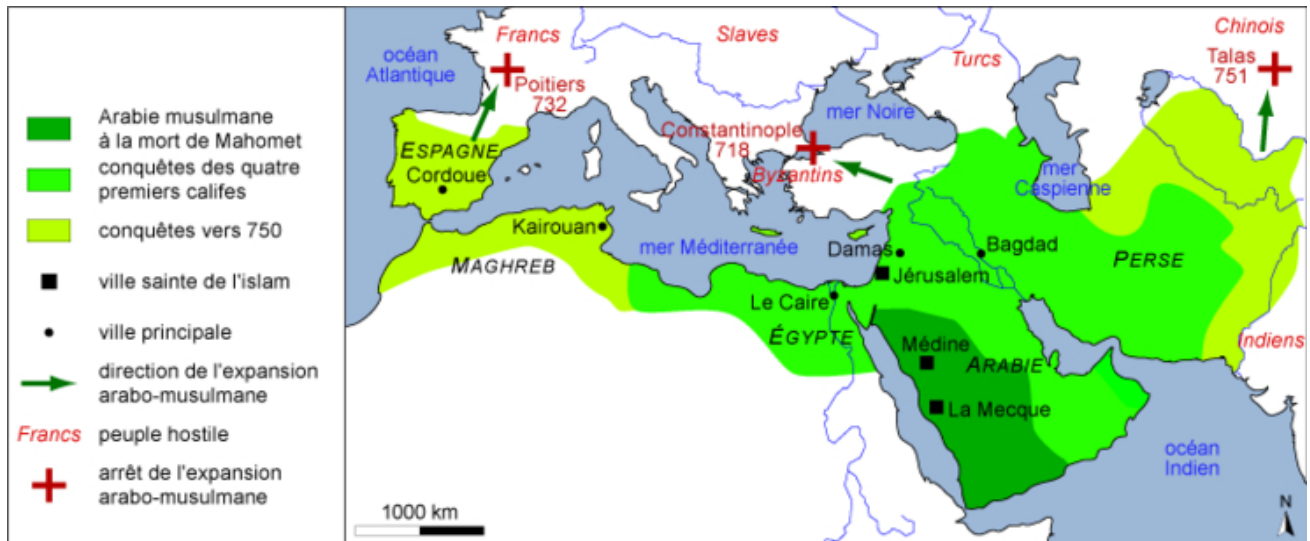 Arabie musulmane
à la mort de Mahomet
conquêtes des quatre
premiers califes
conquêtes vers 750
ville sainte de l'islam
ville principale
direction de l'expansion
arabo-musulmane
Francs
peuple hostile
arrêt de l'expansion
arabo-musulmane
océan
Atlantique
Francs
Slaves
Turcs
Chinois
Talas
751
Poitiers
732
mer Noire
Constantinople
718
Byzantins
mer
Caspienne
ESPAGNE
Cordoue
Kairouan
MAGHREB
mer Méditerranée
Damas
Bagdad
PERSE
Jérusalem
Le Caire
ÉGYPTE
Indiens
Médine
ARABIE
La Mecque
océan
Indien
1000 km
N